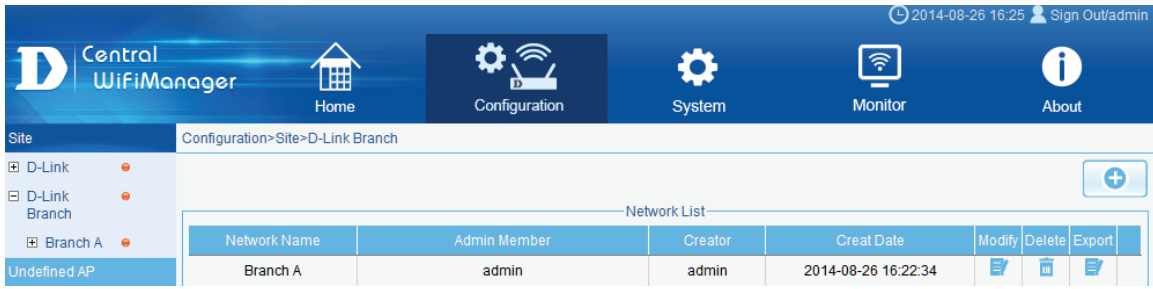 2014-08-26 16:25 Sign Out/admin
D Central
WiFiManager
Home
Configuration
System
Monitor
About
Site
Configuration>Site>D-Link Branch
D-Link
D-Link
Branch
Branch A
Undefined AP
Network List
Network Name Admin Member Creator Creat Date Modify Delete Export
Branch A admin admin 2014-08-26 16:22:34